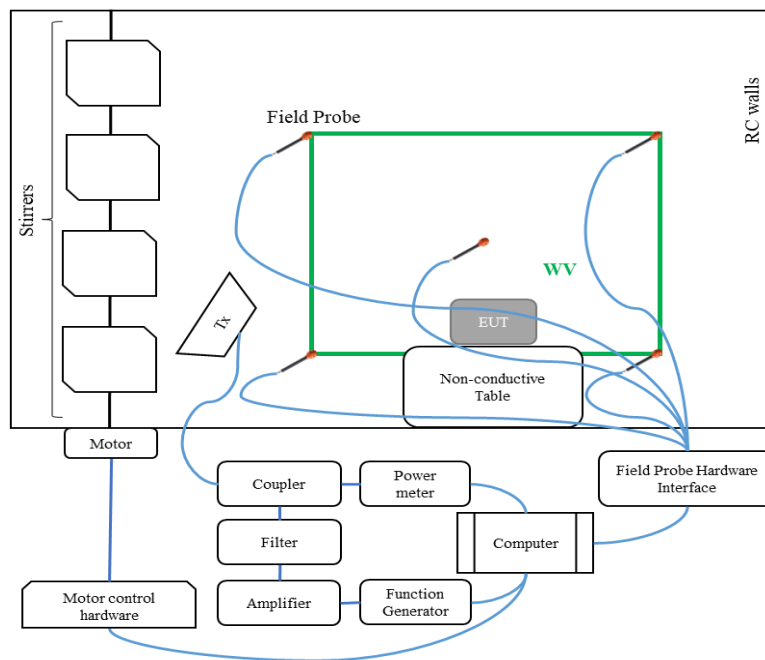 Field Probe
RC walls
Stirrers
WV
Tx
EUT
Non-conductive
Table
Motor
Coupler
Power
meter
Field Probe Hardware
Interface
Filter
Computer
Motor control
hardware
Amplifier
Function
Generator